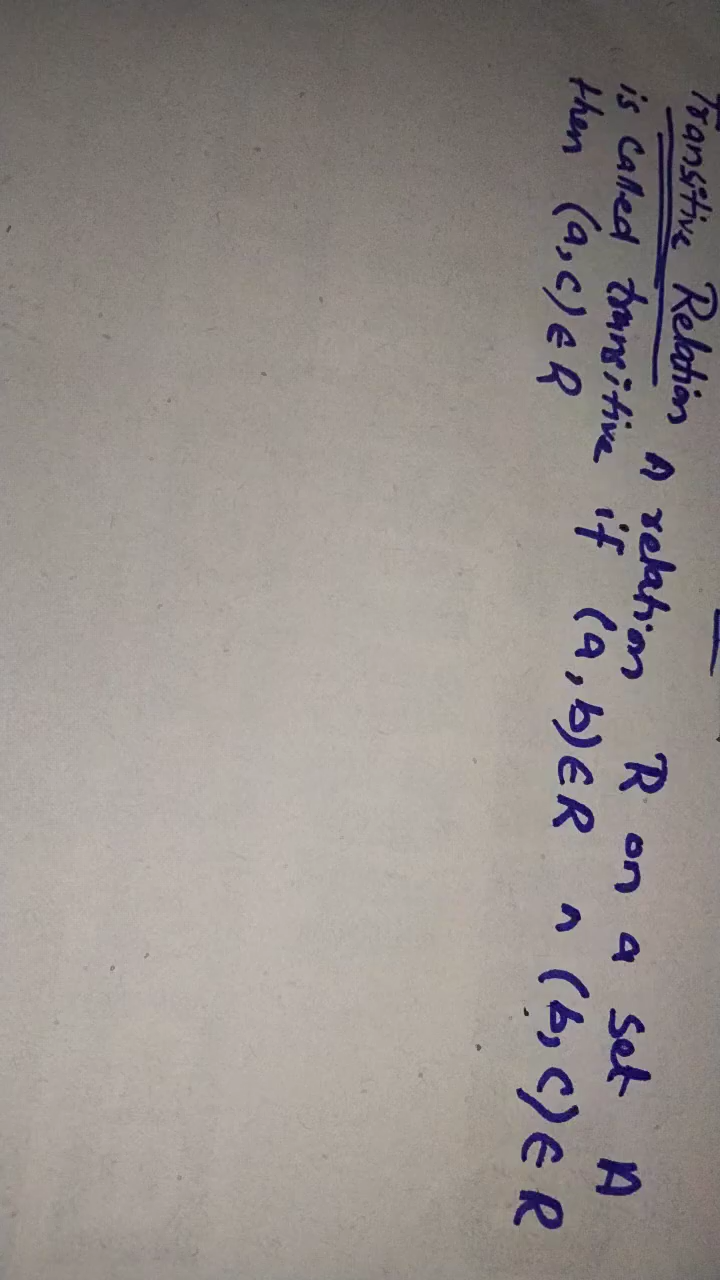 Transitive Relation A relation R on a set A
is called transitive if (a,b)∈R ∧ (b,c)∈R
then (a,c)∈R